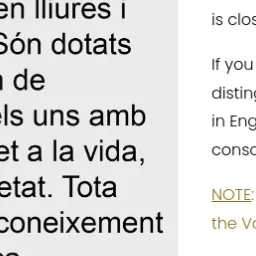 en lliures i
Són dotats
de
els uns amb
et a la vida,
etat. Tota
coneixement
is clos
If you
disting
in Eng
consc
NOTE:
the Vo